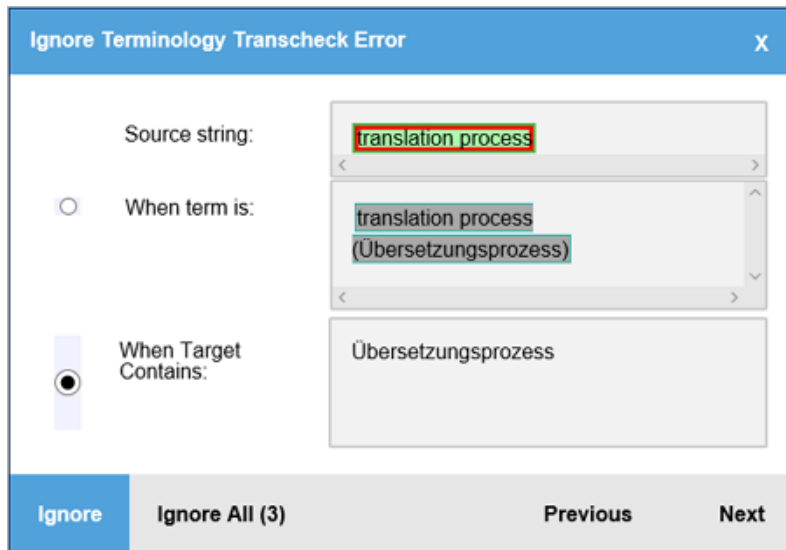 Ignore Terminology Transcheck Error X
Source string: translation process
When term is: translation process
(Übersetzungsprozess)
When Target Übersetzungsprozess
Contains:
Ignore Ignore All (3) Previous Next